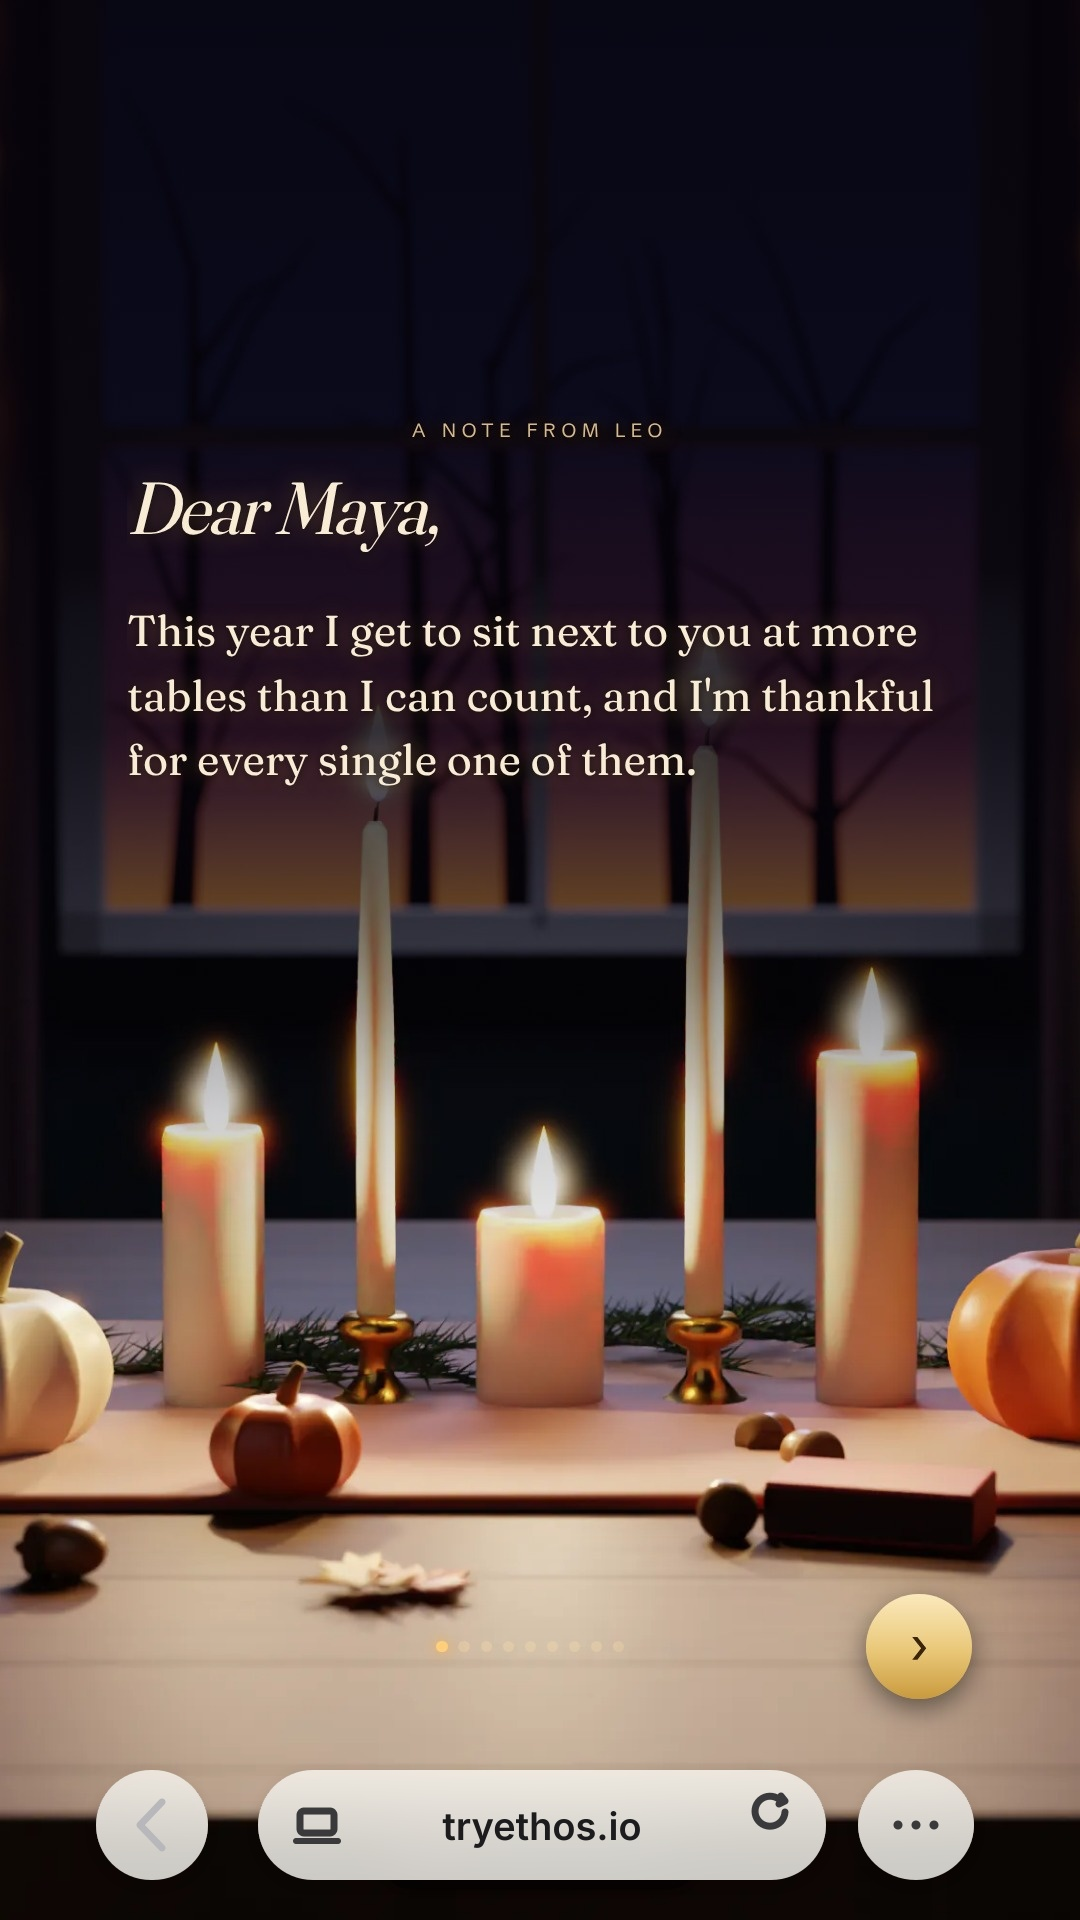 A NOTE FROM LEO
Dear Maya,
This year I get to sit next to you at more
tables than I can count, and I'm thankful
for every single one of them.
›
tryethos.io